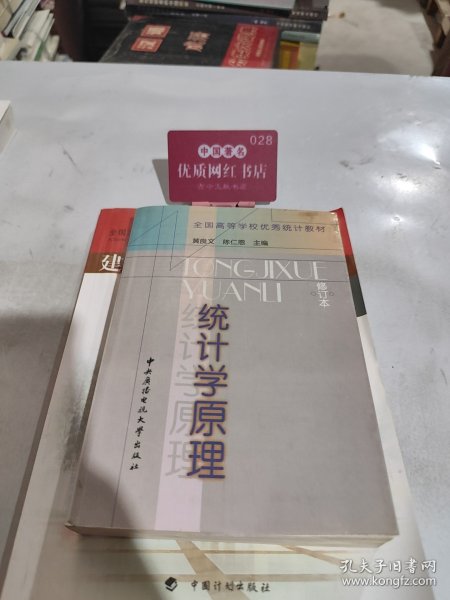 028
中国著名
优质网红书店
全国高等学校优秀统计教材
黄良文 陈仁恩 主编
TONGJIXUE
YUANLI
修订本
统计学原理
统计学原理
中央广播电视大学出版社
全国
建
中国计划出版社
孔夫子旧书网
www.kongfz.com